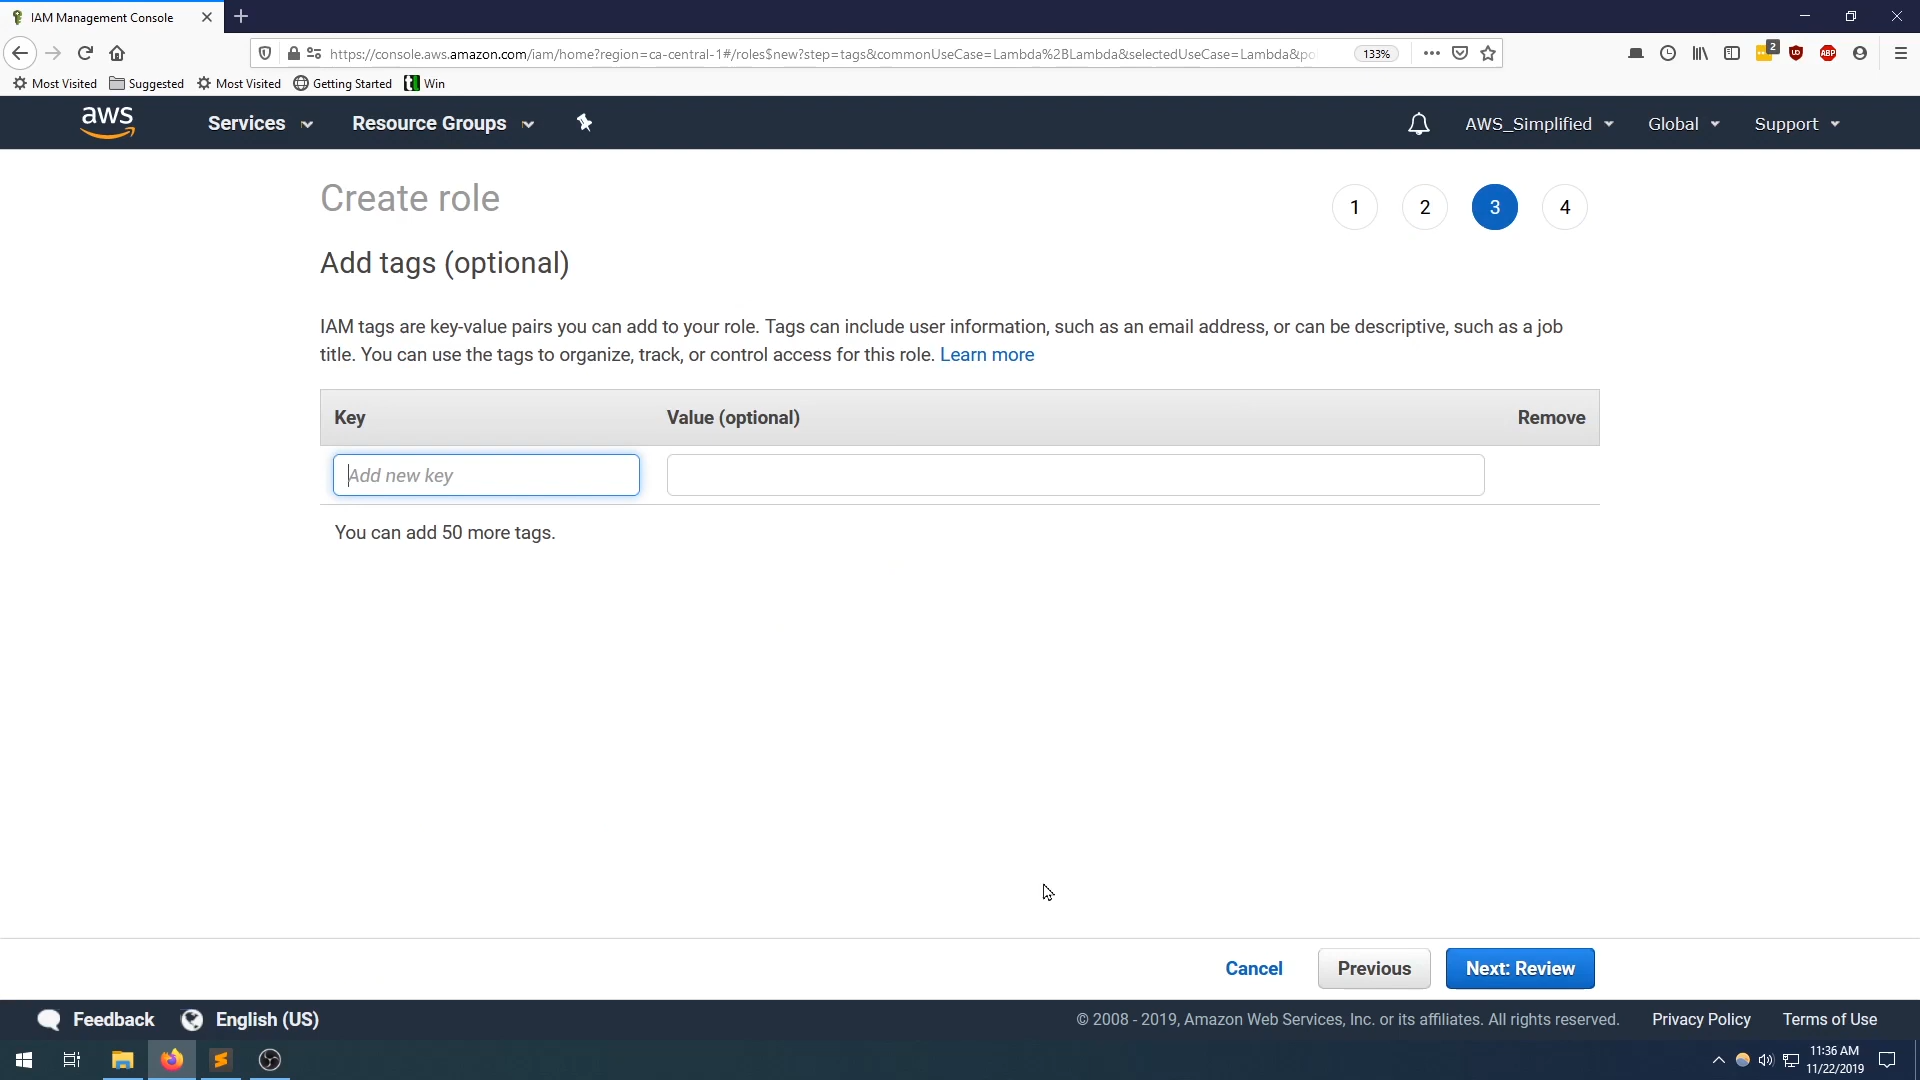 IAM Management Console
https://console.aws.amazon.com/iam/home?region=ca-central-1#/roles$new?step=tags&commonUseCase=Lambda%2BLambda&selectedUseCase=Lambda&po
133%
2
UD
ABP
Most Visited
Suggested
Most Visited
Getting Started
Win
aws
Services
Resource Groups
AWS_Simplified
Global
Support
Create role
1
2
3
4
Add tags (optional)
IAM tags are key-value pairs you can add to your role. Tags can include user information, such as an email address, or can be descriptive, such as a job
title. You can use the tags to organize, track, or control access for this role. Learn more
Key
Value (optional)
Remove
Add new key
You can add 50 more tags.
Cancel
Previous
Next: Review
Feedback
English (US)
© 2008 - 2019, Amazon Web Services, Inc. or its affiliates. All rights reserved.
Privacy Policy
Terms of Use
11:36 AM
11/22/2019